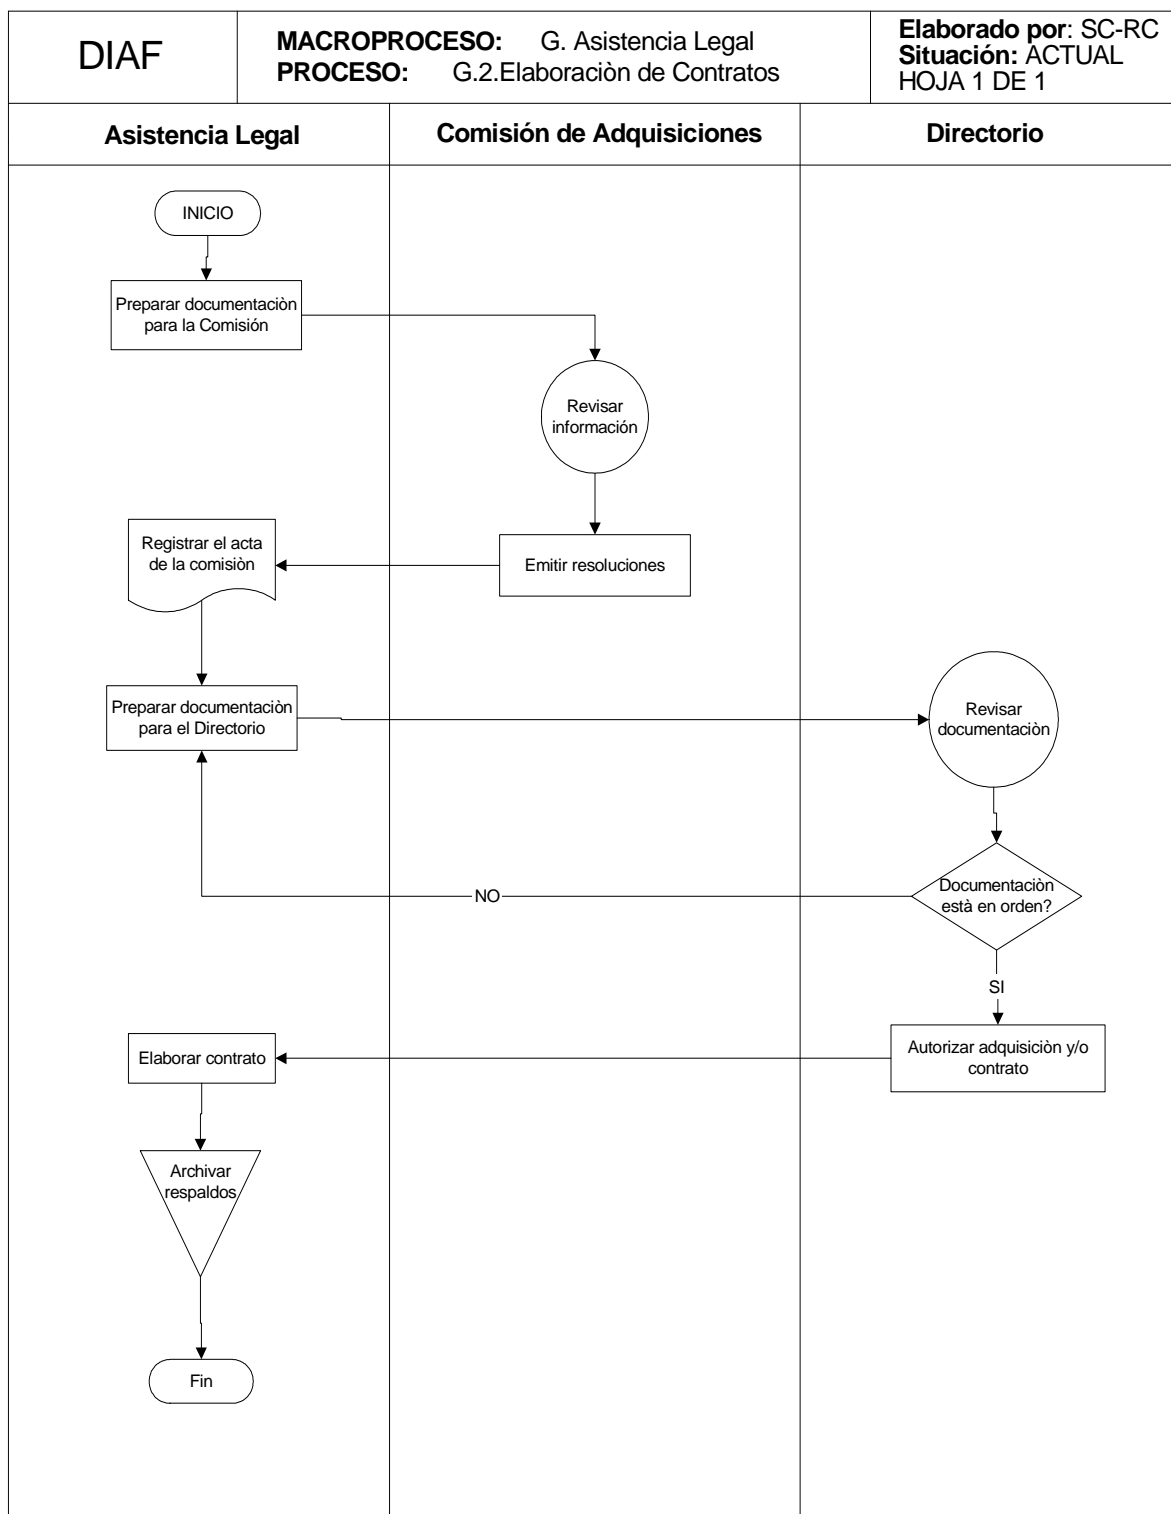 DIAF
MACROPROCESO: G. Asistencia Legal
PROCESO: G.2.Elaboraciòn de Contratos
Elaborado por: SC-RC
Situación: ACTUAL
HOJA 1 DE 1
Asistencia Legal
Comisión de Adquisiciones
Directorio
INICIO
Preparar documentaciòn
para la Comisión
Revisar
información
Registrar el acta
de la comisiòn
Emitir resoluciones
Preparar documentaciòn
para el Directorio
Revisar
documentaciòn
Documentaciòn
està en orden?
NO
SI
Elaborar contrato
Autorizar adquisiciòn y/o
contrato
Archivar
respaldos
Fin